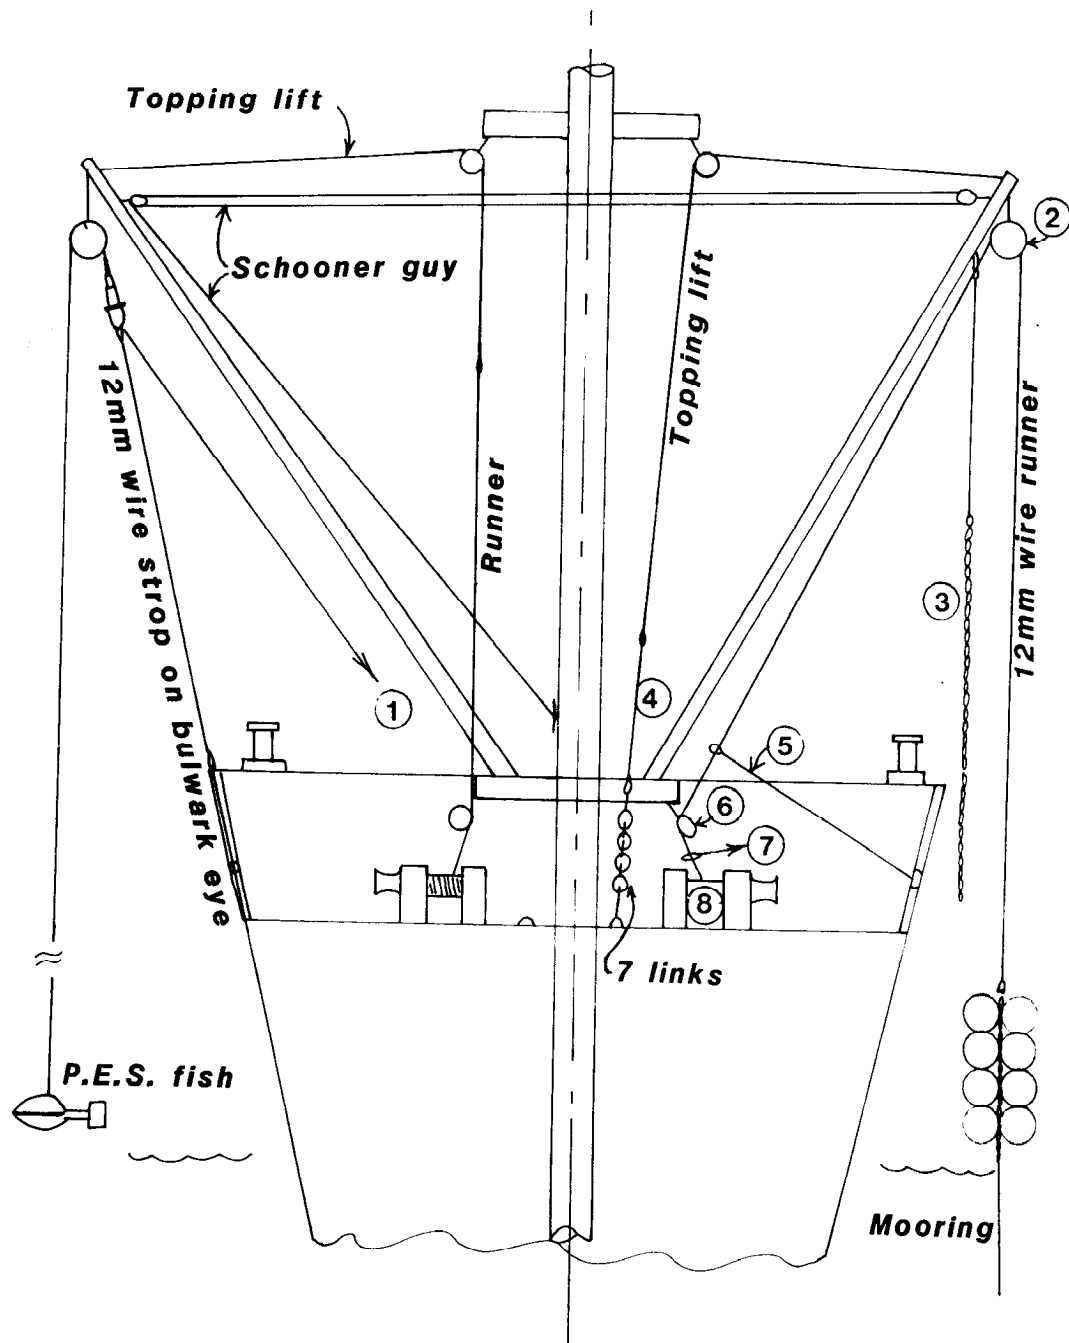 Topping lift
2
Schooner guy
Topping lift
12mm wire strop on bulwark eye
Runner
12mm wire runner
3
4
1
5
6
7
8
7 links
P.E.S. fish
Mooring